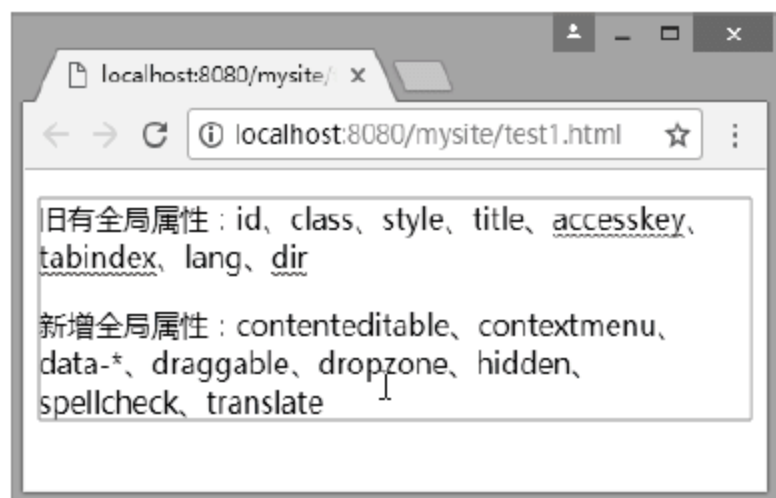 localhost:8080/mysite/
localhost:8080/mysite/test1.html
旧有全局属性：id、class、style、title、accesskey、
tabindex、lang、dir
新增全局属性：contenteditable、contextmenu、
data-*、draggable、dropzone、hidden、
spellcheck、translate